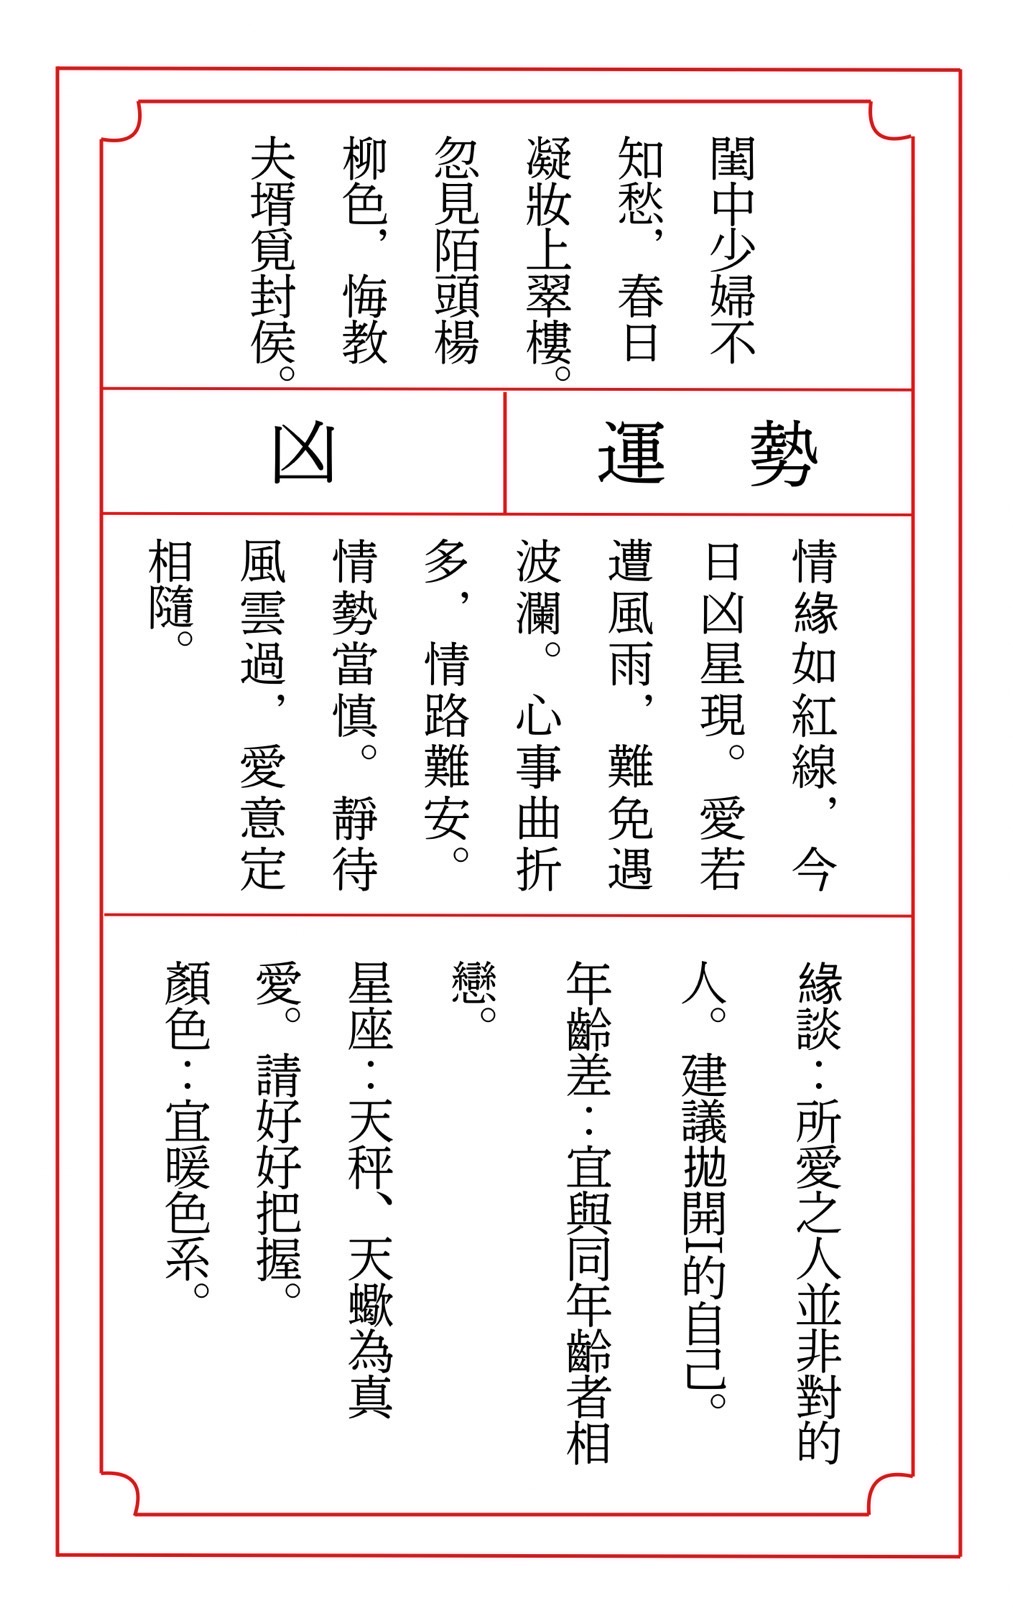 閨中少婦不
知愁，春日
凝妝上翠樓。
忽見陌頭楊
柳色，悔教
夫壻覓封侯。
勢運
凶
情緣如紅線，今
日凶星現。愛若
遭風雨，難免遇
波瀾。心事曲折
多，情路難安。
情勢當慎。靜待
風雲過，愛意定
相隨。
緣談：所愛之人並非對的
人。建議拋開I的自己。
年齡差：宜與同年齡者相
戀。
星座：天秤、天蠍為真
愛。請好好把握。
顏色：宜暖色系。